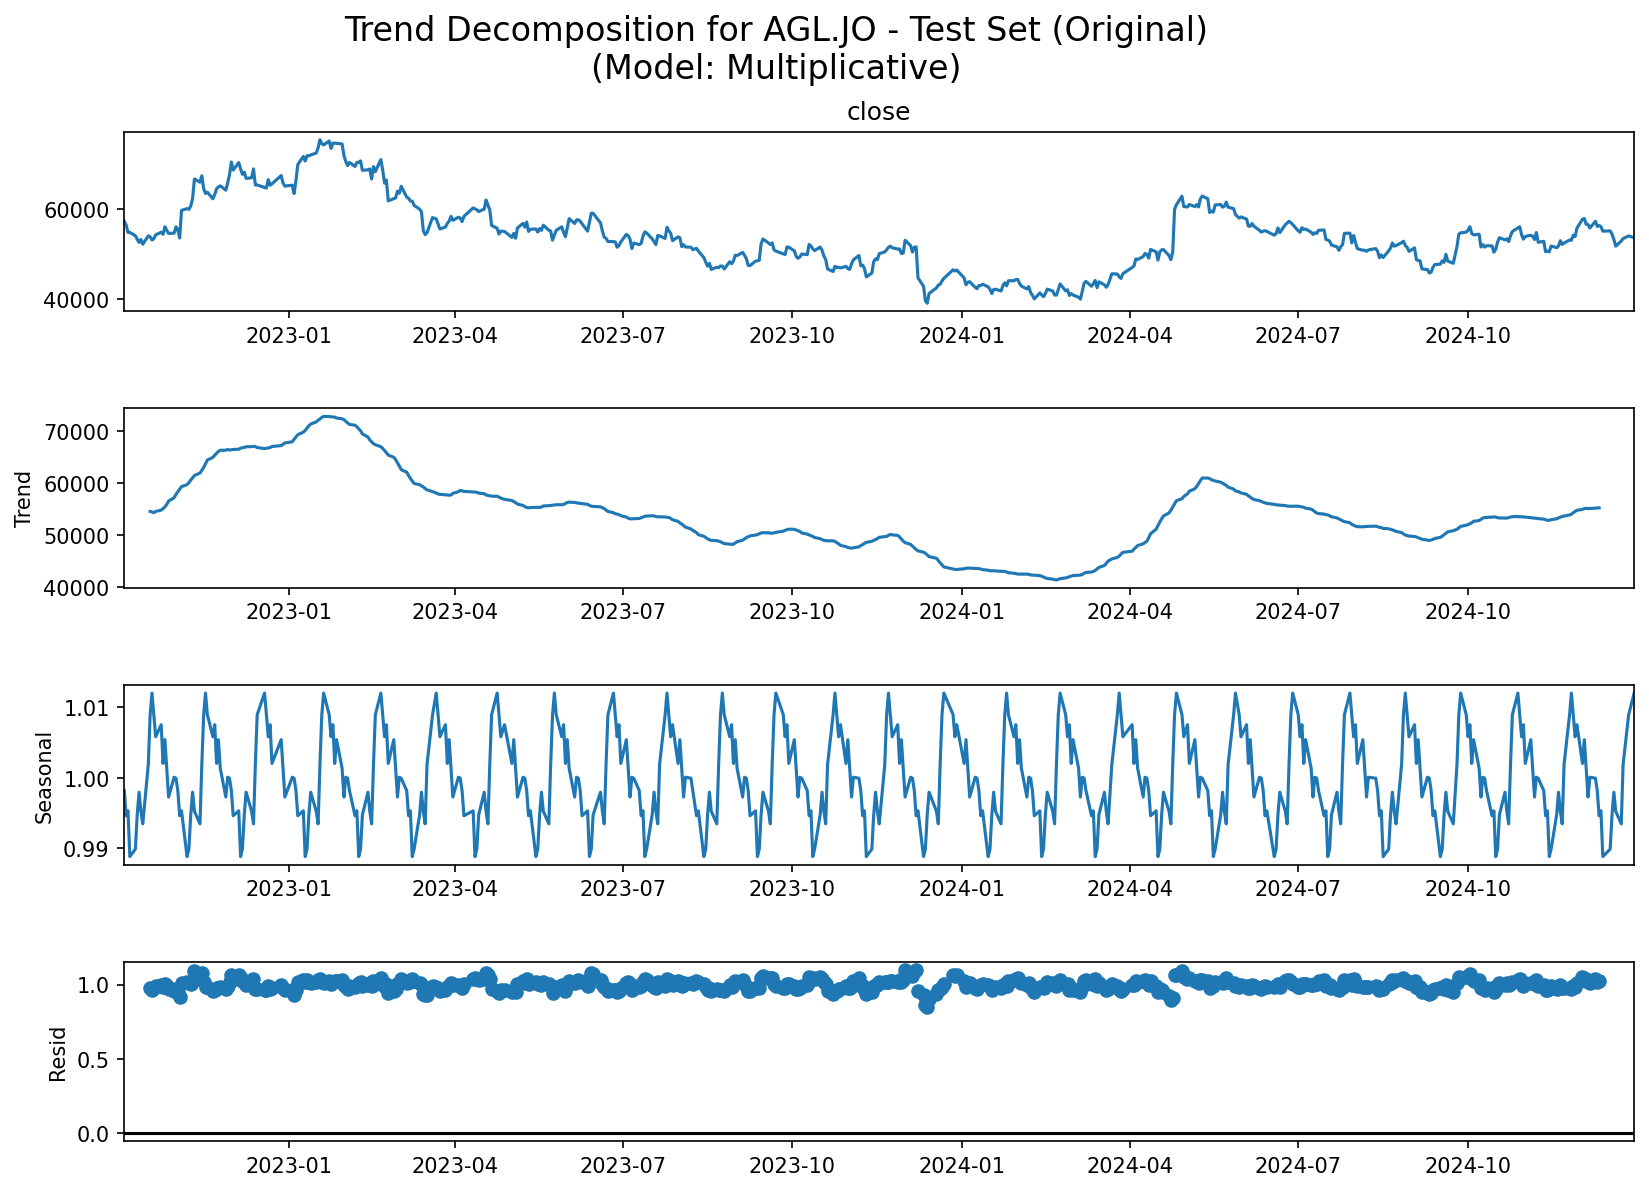 Trend Decomposition for AGL.JO - Test Set (Original)
(Model: Multiplicative)
close
60000
40000
2023-01 2023-04 2023-07 2023-10 2024-01 2024-04 2024-07 2024-10
Trend
70000
60000
50000
40000
2023-01 2023-04 2023-07 2023-10 2024-01 2024-04 2024-07 2024-10
Seasonal
1.01
1.00
0.99
2023-01 2023-04 2023-07 2023-10 2024-01 2024-04 2024-07 2024-10
Resid
1.0
0.5
0.0
2023-01 2023-04 2023-07 2023-10 2024-01 2024-04 2024-07 2024-10